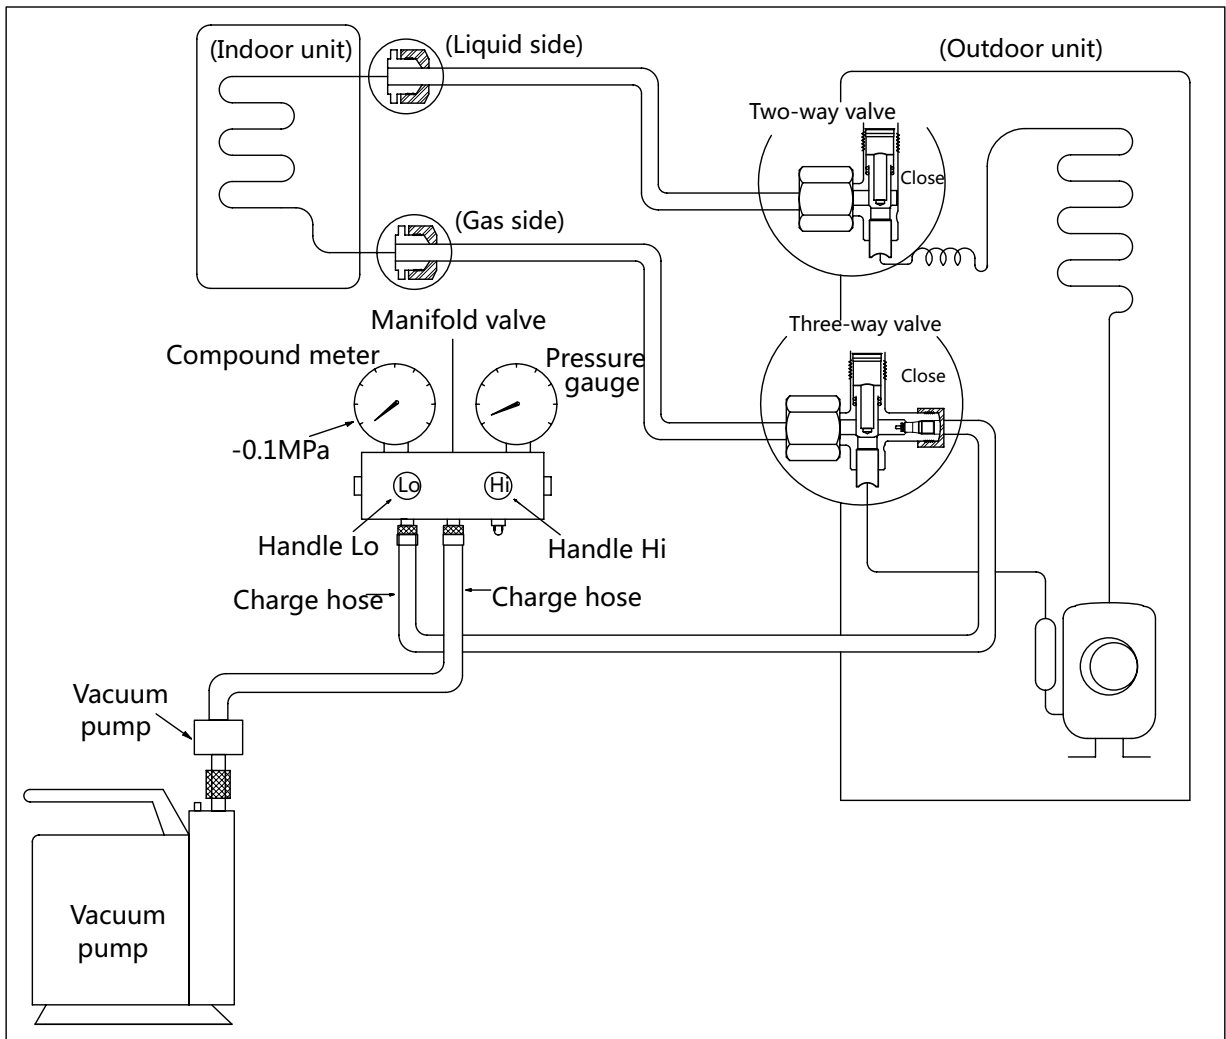 (Indoor unit)
(Liquid side)
(Outdoor unit)
Two-way valve
Close
(Gas side)
Manifold valve
Three-way valve
Compound meter
Pressure
gauge
Close
-0.1MPa
Lo
Hi
Handle Lo
Handle Hi
Charge hose
Charge hose
Vacuum
pump
Vacuum
pump